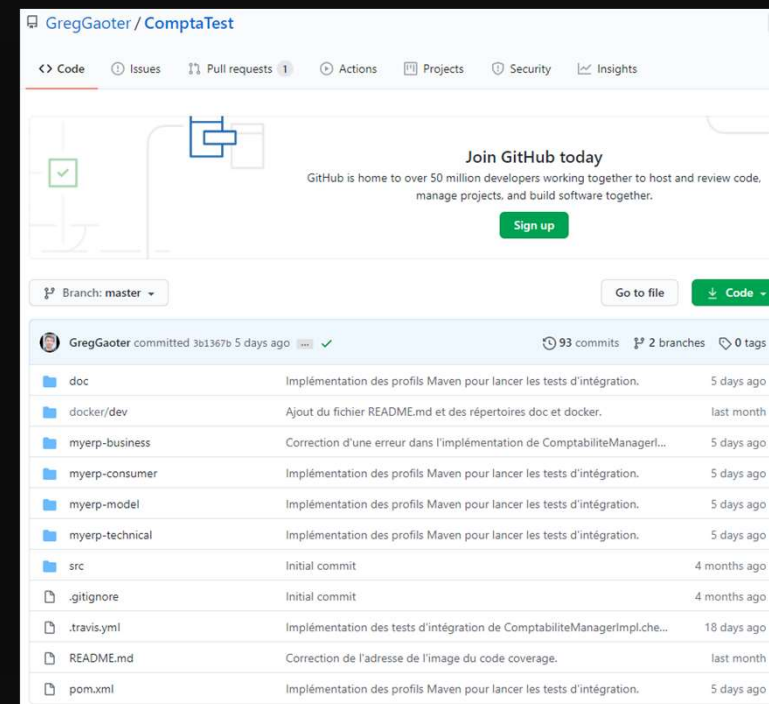 GregGaoter / ComptaTest
Code Issues Pull requests 1 Actions Projects Security Insights
Join GitHub today
GitHub is home to over 50 million developers working together to host and review code,
manage projects, and build software together.
Sign up
Branch: master Go to file Code
GregGaoter committed 3b1367b 5 days ago ... 93 commits 2 branches 0 tags
doc Implémentation des profils Maven pour lancer les tests d'intégration. 5 days ago
docker/dev Ajout du fichier README.md et des répertoires doc et docker. last month
myerp-business Correction d'une erreur dans l'implémentation de ComptabiliteManagerI... 5 days ago
myerp-consumer Implémentation des profils Maven pour lancer les tests d'intégration. 5 days ago
myerp-model Implémentation des profils Maven pour lancer les tests d'intégration. 5 days ago
myerp-technical Implémentation des profils Maven pour lancer les tests d'intégration. 5 days ago
src Initial commit 4 months ago
.gitignore Initial commit 4 months ago
.travis.yml Implémentation des tests d'intégration de ComptabiliteManagerImpl.che... 18 days ago
README.md Correction de l'adresse de l'image du code coverage. last month
pom.xml Implémentation des profils Maven pour lancer les tests d'intégration. 5 days ago